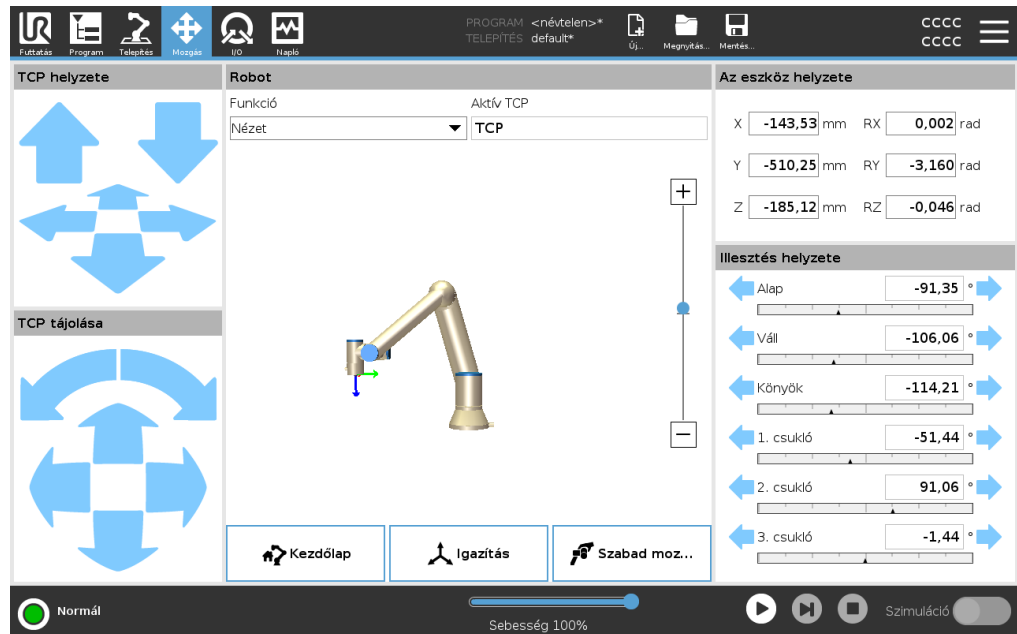 UR
PROGRAM <névtelen>*
TELEPÍTÉS default*
CCCC
CCCC
Futtatás Program Telepítés Mozgás I/O Napló Új... Megnyitás... Mentés...
TCP helyzete
TCP tájolása
Robot
Funkció Aktív TCP
Nézet TCP
Kezdőlap Igazítás Szabad moz...
Az eszköz helyzete
X -143,53 mm RX 0,002 rad
Y -510,25 mm RY -3,160 rad
Z -185,12 mm RZ -0,046 rad
Illesztés helyzete
Alap -91,35 °
Váll -106,06 °
Könyök -114,21 °
1. csukló -51,44 °
2. csukló 91,06 °
3. csukló -1,44 °
Normál
Sebesség 100%
Szimuláció